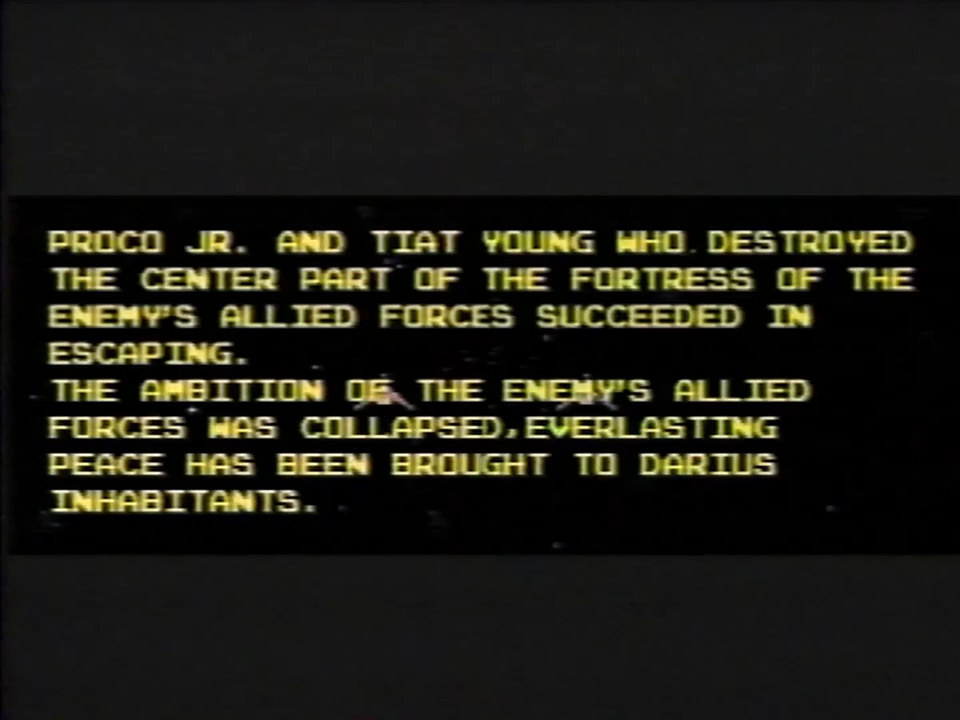 PROCO JR. AND TIAT YOUNG WHO DESTROYED
THE CENTER PART OF THE FORTRESS OF THE
ENEMY'S ALLIED FORCES SUCCEEDED IN
ESCAPING.
THE AMBITION OF THE ENEMY'S ALLIED
FORCES WAS COLLAPSED,EVERLASTING
PEACE HAS BEEN BROUGHT TO DARIUS
INHABITANTS.